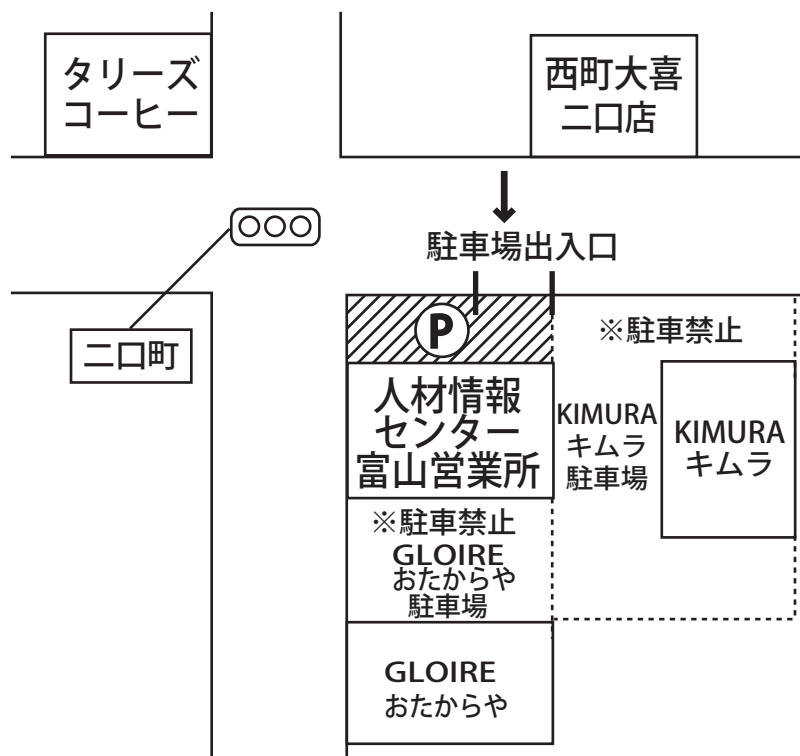 タリーズ
コーヒー
西町大喜
二口店
駐車場出入口
二口町
P
※駐車禁止
人材情報
センター
富山営業所
KIMURA
キムラ
駐車場
KIMURA
キムラ
※駐車禁止
GLOIRE
おたからや
駐車場
GLOIRE
おたからや